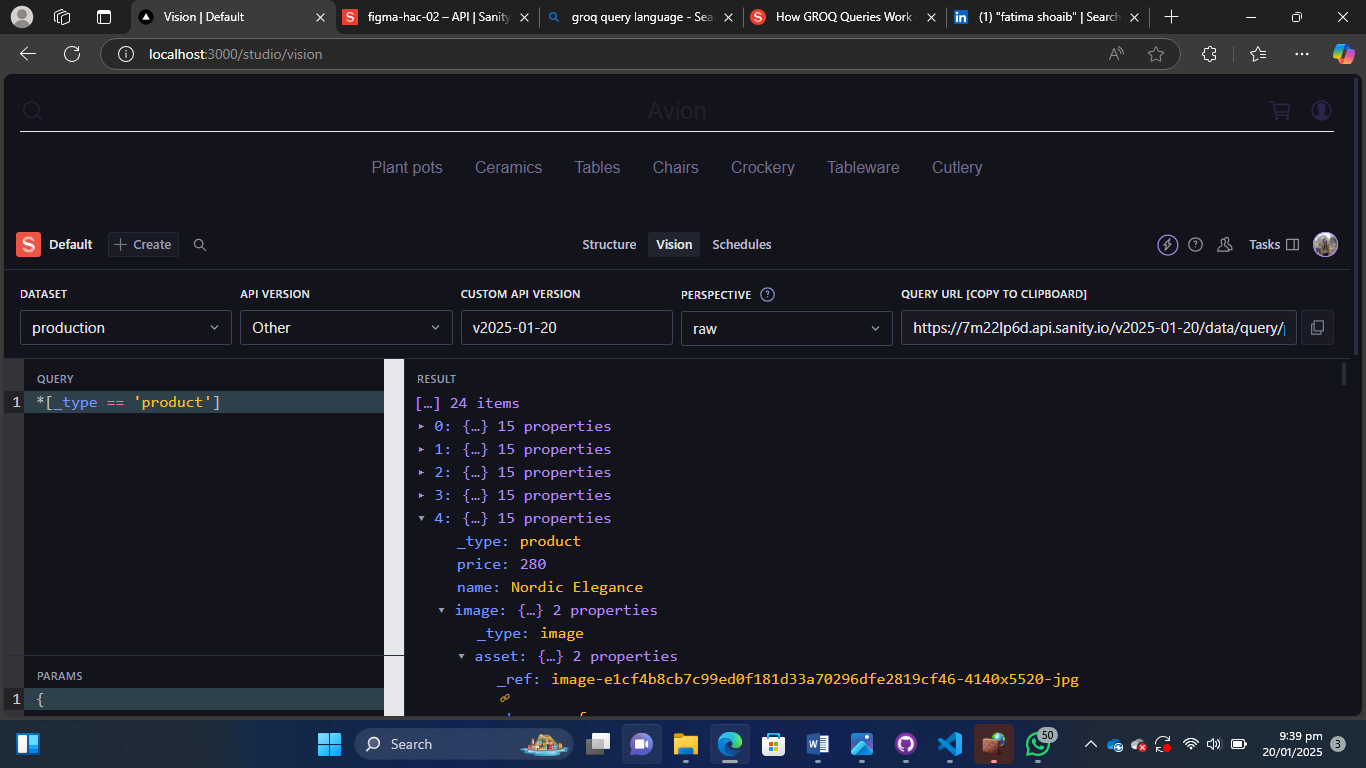 Vision | Default
figma-hac-02 – API | Sanity
groq query language - Sea
How GROQ Queries Work
(1) "fatima shoaib" | Search
localhost:3000/studio/vision
Avion
Plant pots Ceramics Tables Chairs Crockery Tableware Cutlery
S Default + Create Structure Vision Schedules Tasks
DATASET API VERSION CUSTOM API VERSION PERSPECTIVE ? QUERY URL [COPY TO CLIPBOARD]
production Other v2025-01-20 raw https://7m22lp6d.api.sanity.io/v2025-01-20/data/query/
QUERY
1 *[_type == 'product']
PARAMS
1 {
RESULT
[…] 24 items
0: {…} 15 properties
1: {…} 15 properties
2: {…} 15 properties
3: {…} 15 properties
4: {…} 15 properties
_type: product
price: 280
name: Nordic Elegance
image: {…} 2 properties
_type: image
asset: {…} 2 properties
_ref: image-e1cf4b8cb7c99ed0f181d33a70296dfe2819cf46-4140x5520-jpg
Search
50
9:39 pm
20/01/2025
3